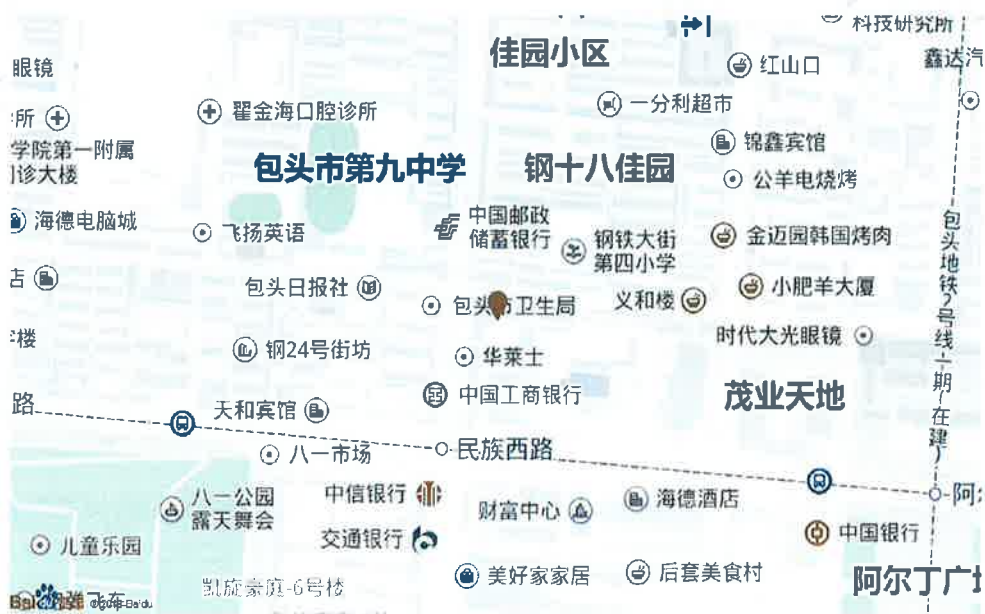 科技研究所
佳园小区
眼镜
红山口
鑫达汽
所
翟金海口腔诊所
一分利超市
学院第一附属
诊大楼
包头市第九中学
钢十八佳园
锦鑫宾馆
公羊电烧烤
海德电脑城
飞扬英语
中国邮政
储蓄银行
钢铁大街
第四小学
金迈园韩国烤肉
包头地铁2号线一期(在建)
店
包头日报社
包头市卫生局
义和楼
小肥羊大厦
楼
钢24号街坊
华莱士
时代大光眼镜
路
天和宾馆
中国工商银行
茂业天地
八一市场
民族西路
八一公园
露天舞会
中信银行
财富中心
海德酒店
阿
交通银行
中国银行
儿童乐园
美好家家居
后套美食村
凯旋豪庭-6号楼
阿尔丁广
飞车